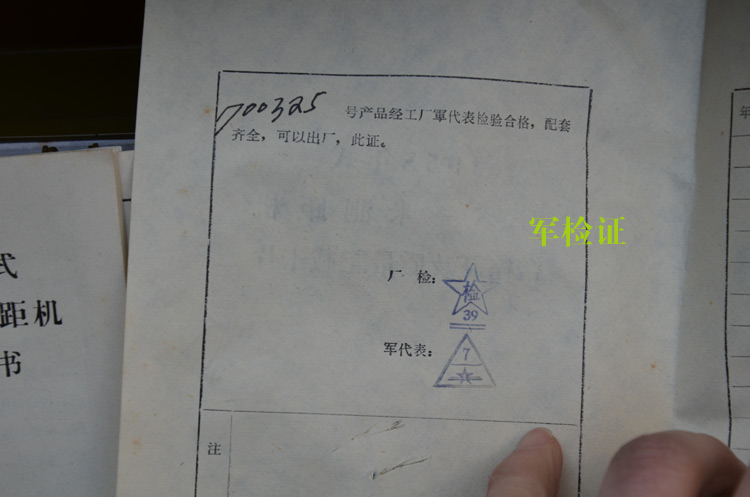 700325 号产品经工厂軍代表检验合格，配套
齐全，可以出厂，此证。
军检证
厂 检：
检
39
军代表：
7
注
式
距机
书
年